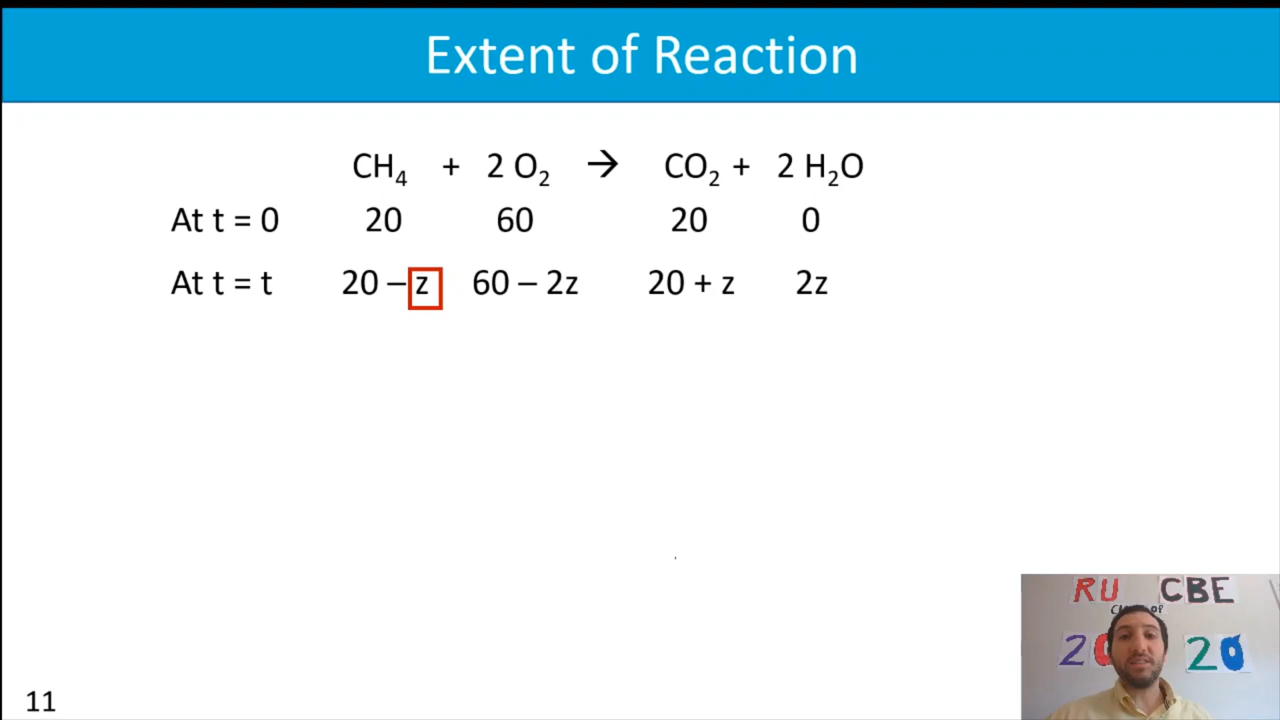 Extent of Reaction
CH₄ + 2 O₂ → CO₂ + 2 H₂O
At t = 0 20 60 20 0
At t = t 20 – z 60 – 2z 20 + z 2z
RU CBE
20 20
11